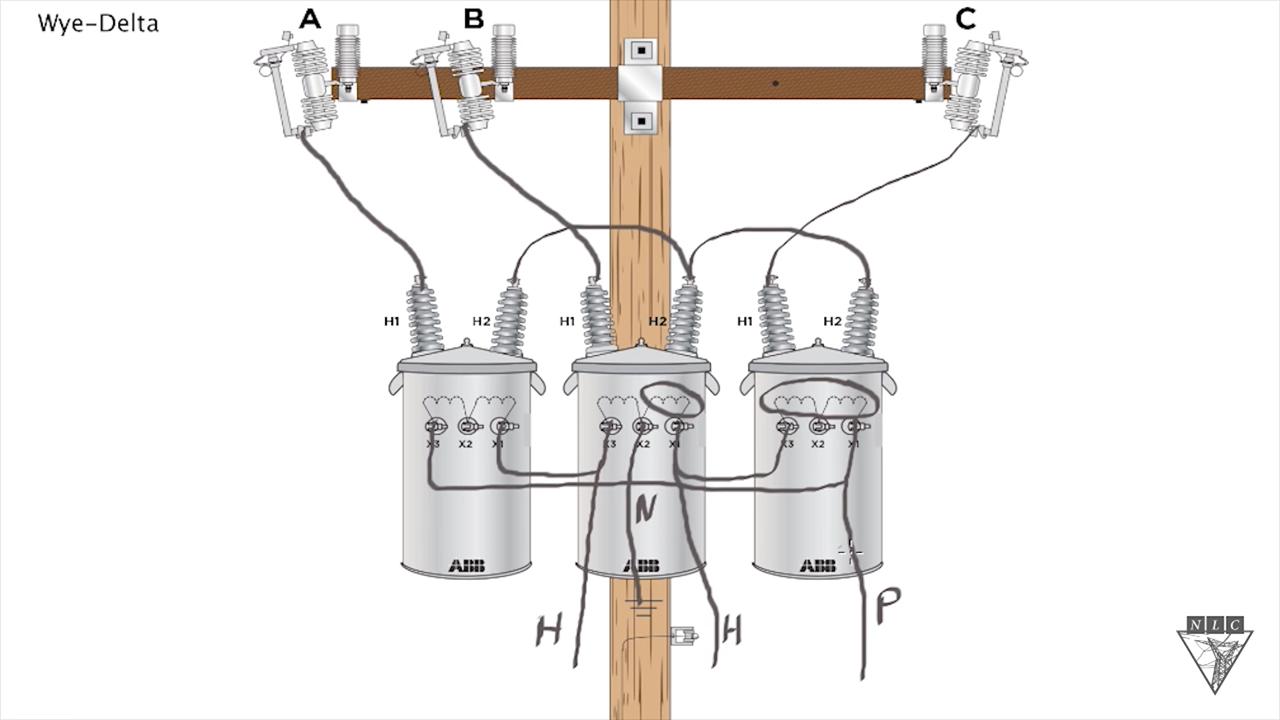 Wye-Delta
A B C
H1 H2 H1 H2 H1 H2
X3 X2 X1 X3 X2 X1 X3 X2 X1
N
ABB ABB ABB
H H P
NLC